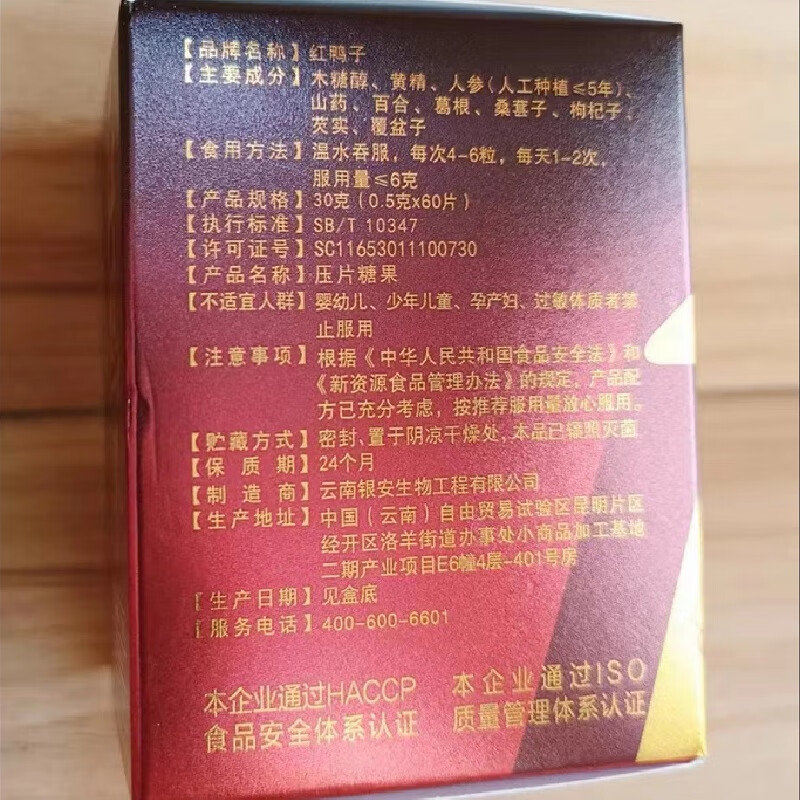 【品牌名称】红鸭子
【主要成分】木糖醇、黄精、人参(人工种植≤5年)、
山药、百合、葛根、桑葚子、枸杞子、
芡实、覆盆子
【食用方法】温水吞服，每次4-6粒，每天1-2次，
服用量≤6克
【产品规格】30克(0.5克x60片)
【执行标准】SB/T 10347
【许可证号】SC11653011100730
【产品名称】压片糖果
【不适宜人群】婴幼儿、少年儿童、孕产妇、过敏体质者禁
止服用
【注意事项】根据《中华人民共和国食品安全法》和
《新资源食品管理办法》的规定，产品配
方已充分考虑，按推荐服用量放心服用。
【贮藏方式】密封、置于阴凉干燥处，本品已辐照灭菌
【保 质 期】24个月
【制 造 商】云南银安生物工程有限公司
【生产地址】中国（云南）自由贸易试验区昆明片区
经开区洛羊街道办事处小商品加工基地
二期产业项目E6幢4层-401号房
【生产日期】见盒底
【服务电话】400-600-6601
本企业通过HACCP 本企业通过ISO
食品安全体系认证 质量管理体系认证